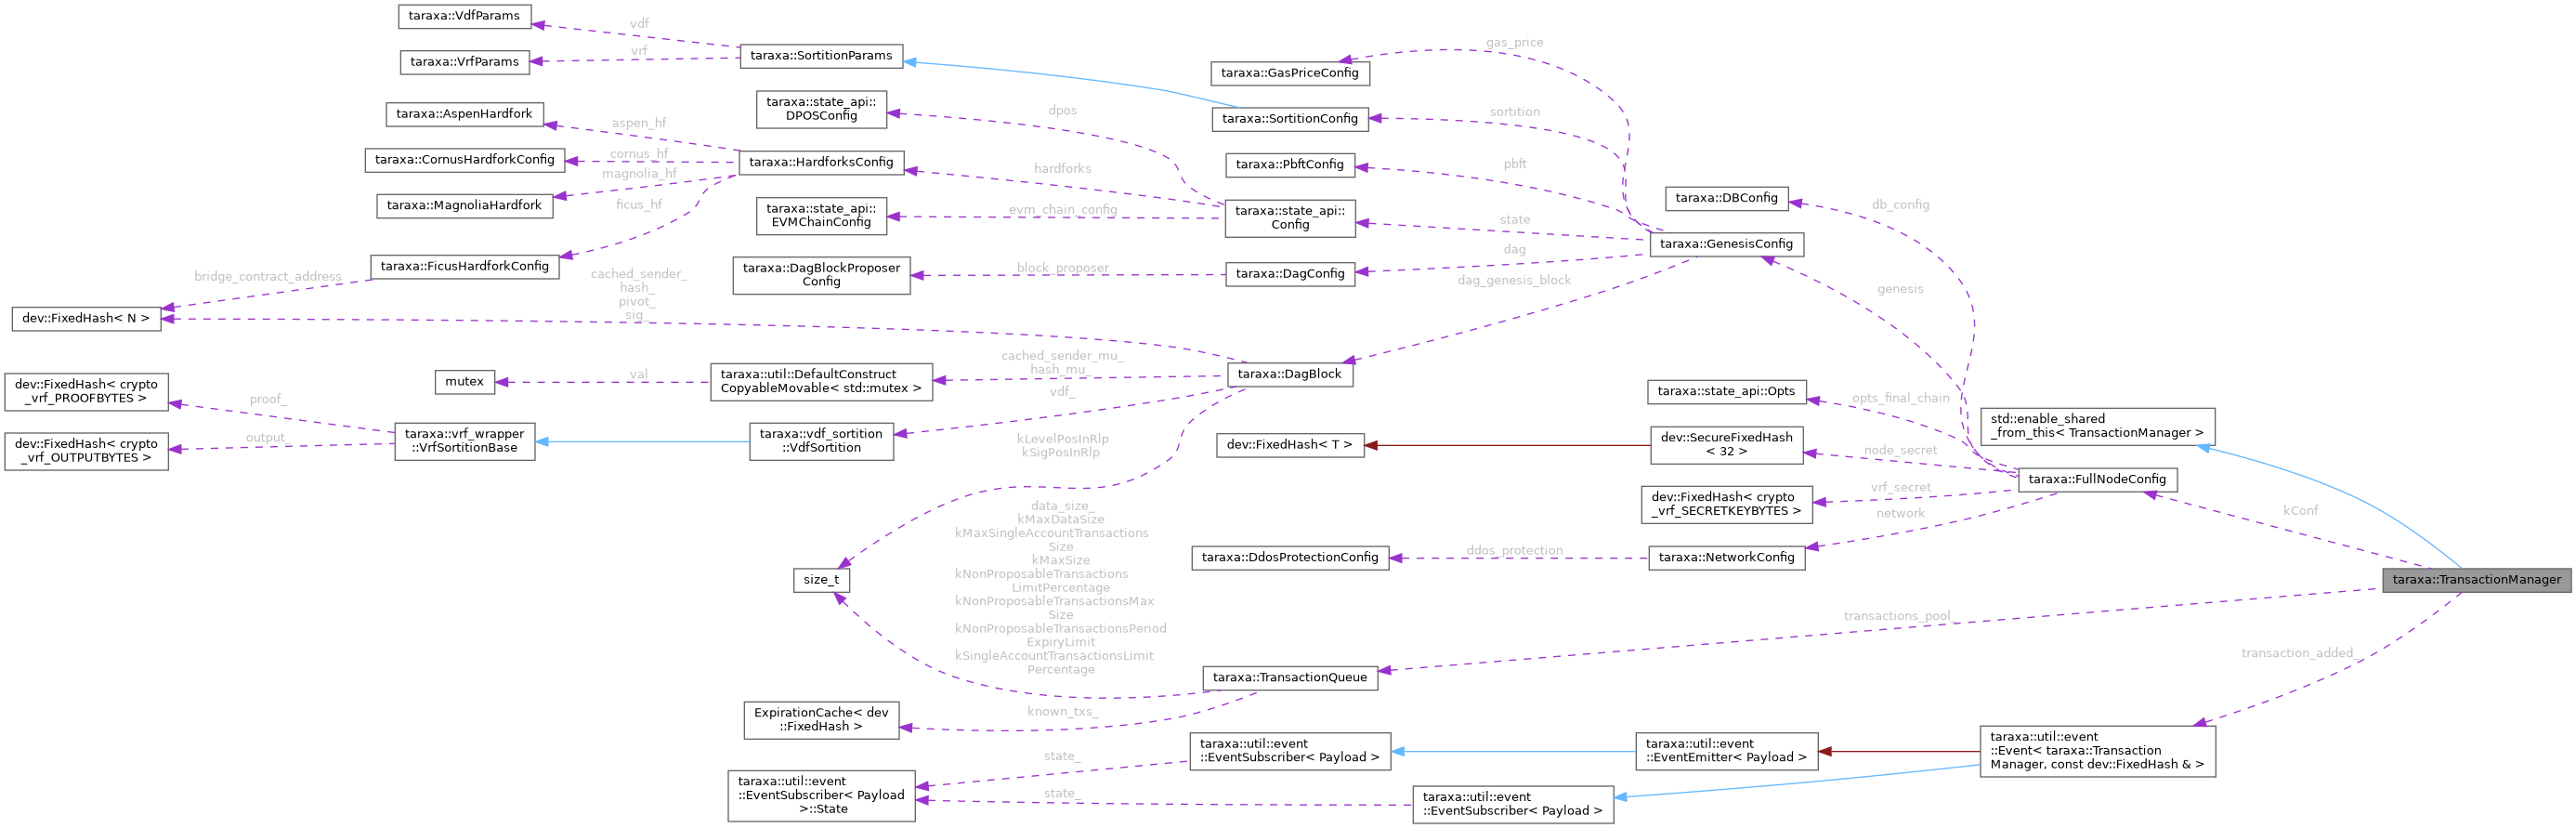 taraxa::VdfParams
vdf
taraxa::VrfParams
vrf
taraxa::SortitionParams
taraxa::GasPriceConfig
gas_price
taraxa::AspenHardfork
aspen_hf
taraxa::state_api::
DPOSConfig
dpos
taraxa::SortitionConfig
sortition
taraxa::CornusHardforkConfig
cornus_hf
taraxa::HardforksConfig
hardforks
taraxa::PbftConfig
pbft
taraxa::MagnoliaHardfork
magnolia_hf
ficus_hf
taraxa::state_api::
EVMChainConfig
evm_chain_config
taraxa::state_api::
Config
state
taraxa::DBConfig
db_config
taraxa::GenesisConfig
genesis
taraxa::FicusHardforkConfig
bridge_contract_address
taraxa::DagBlockProposer
Config
block_proposer
taraxa::DagConfig
dag
dag_genesis_block
dev::FixedHash< N >
cached_sender_
hash_
pivot_
sig_
dev::FixedHash< crypto
_vrf_PROOFBYTES >
proof_
mutex
val
taraxa::util::DefaultConstruct
CopyableMovable< std::mutex >
cached_sender_mu_
hash_mu_
vdf_
taraxa::DagBlock
dev::FixedHash< crypto
_vrf_OUTPUTBYTES >
output_
taraxa::vrf_wrapper
::VrfSortitionBase
taraxa::vdf_sortition
::VdfSortition
kLevelPosInRlp
kSigPosInRlp
dev::FixedHash< T >
taraxa::state_api::Opts
opts_final_chain
std::enable_shared
_from_this< TransactionManager >
dev::SecureFixedHash
< 32 >
node_secret
taraxa::FullNodeConfig
kConf
dev::FixedHash< crypto
_vrf_SECRETKEYBYTES >
vrf_secret
network
size_t
data_size_
kMaxDataSize
kMaxSingleAccountTransactions
Size
kMaxSize
kNonProposableTransactions
LimitPercentage
kNonProposableTransactionsMax
Size
kNonProposableTransactionsPeriod
ExpiryLimit
kSingleAccountTransactionsLimit
Percentage
taraxa::DdosProtectionConfig
ddos_protection
taraxa::NetworkConfig
taraxa::TransactionManager
transactions_pool_
transaction_added_
taraxa::TransactionQueue
ExpirationCache< dev
::FixedHash >
known_txs_
taraxa::util::event
::EventSubscriber< Payload
>::State
state_
state_
taraxa::util::event
::EventSubscriber< Payload >
taraxa::util::event
::EventEmitter< Payload >
taraxa::util::event
::Event< taraxa::Transaction
Manager, const dev::FixedHash & >
taraxa::util::event
::EventSubscriber< Payload >